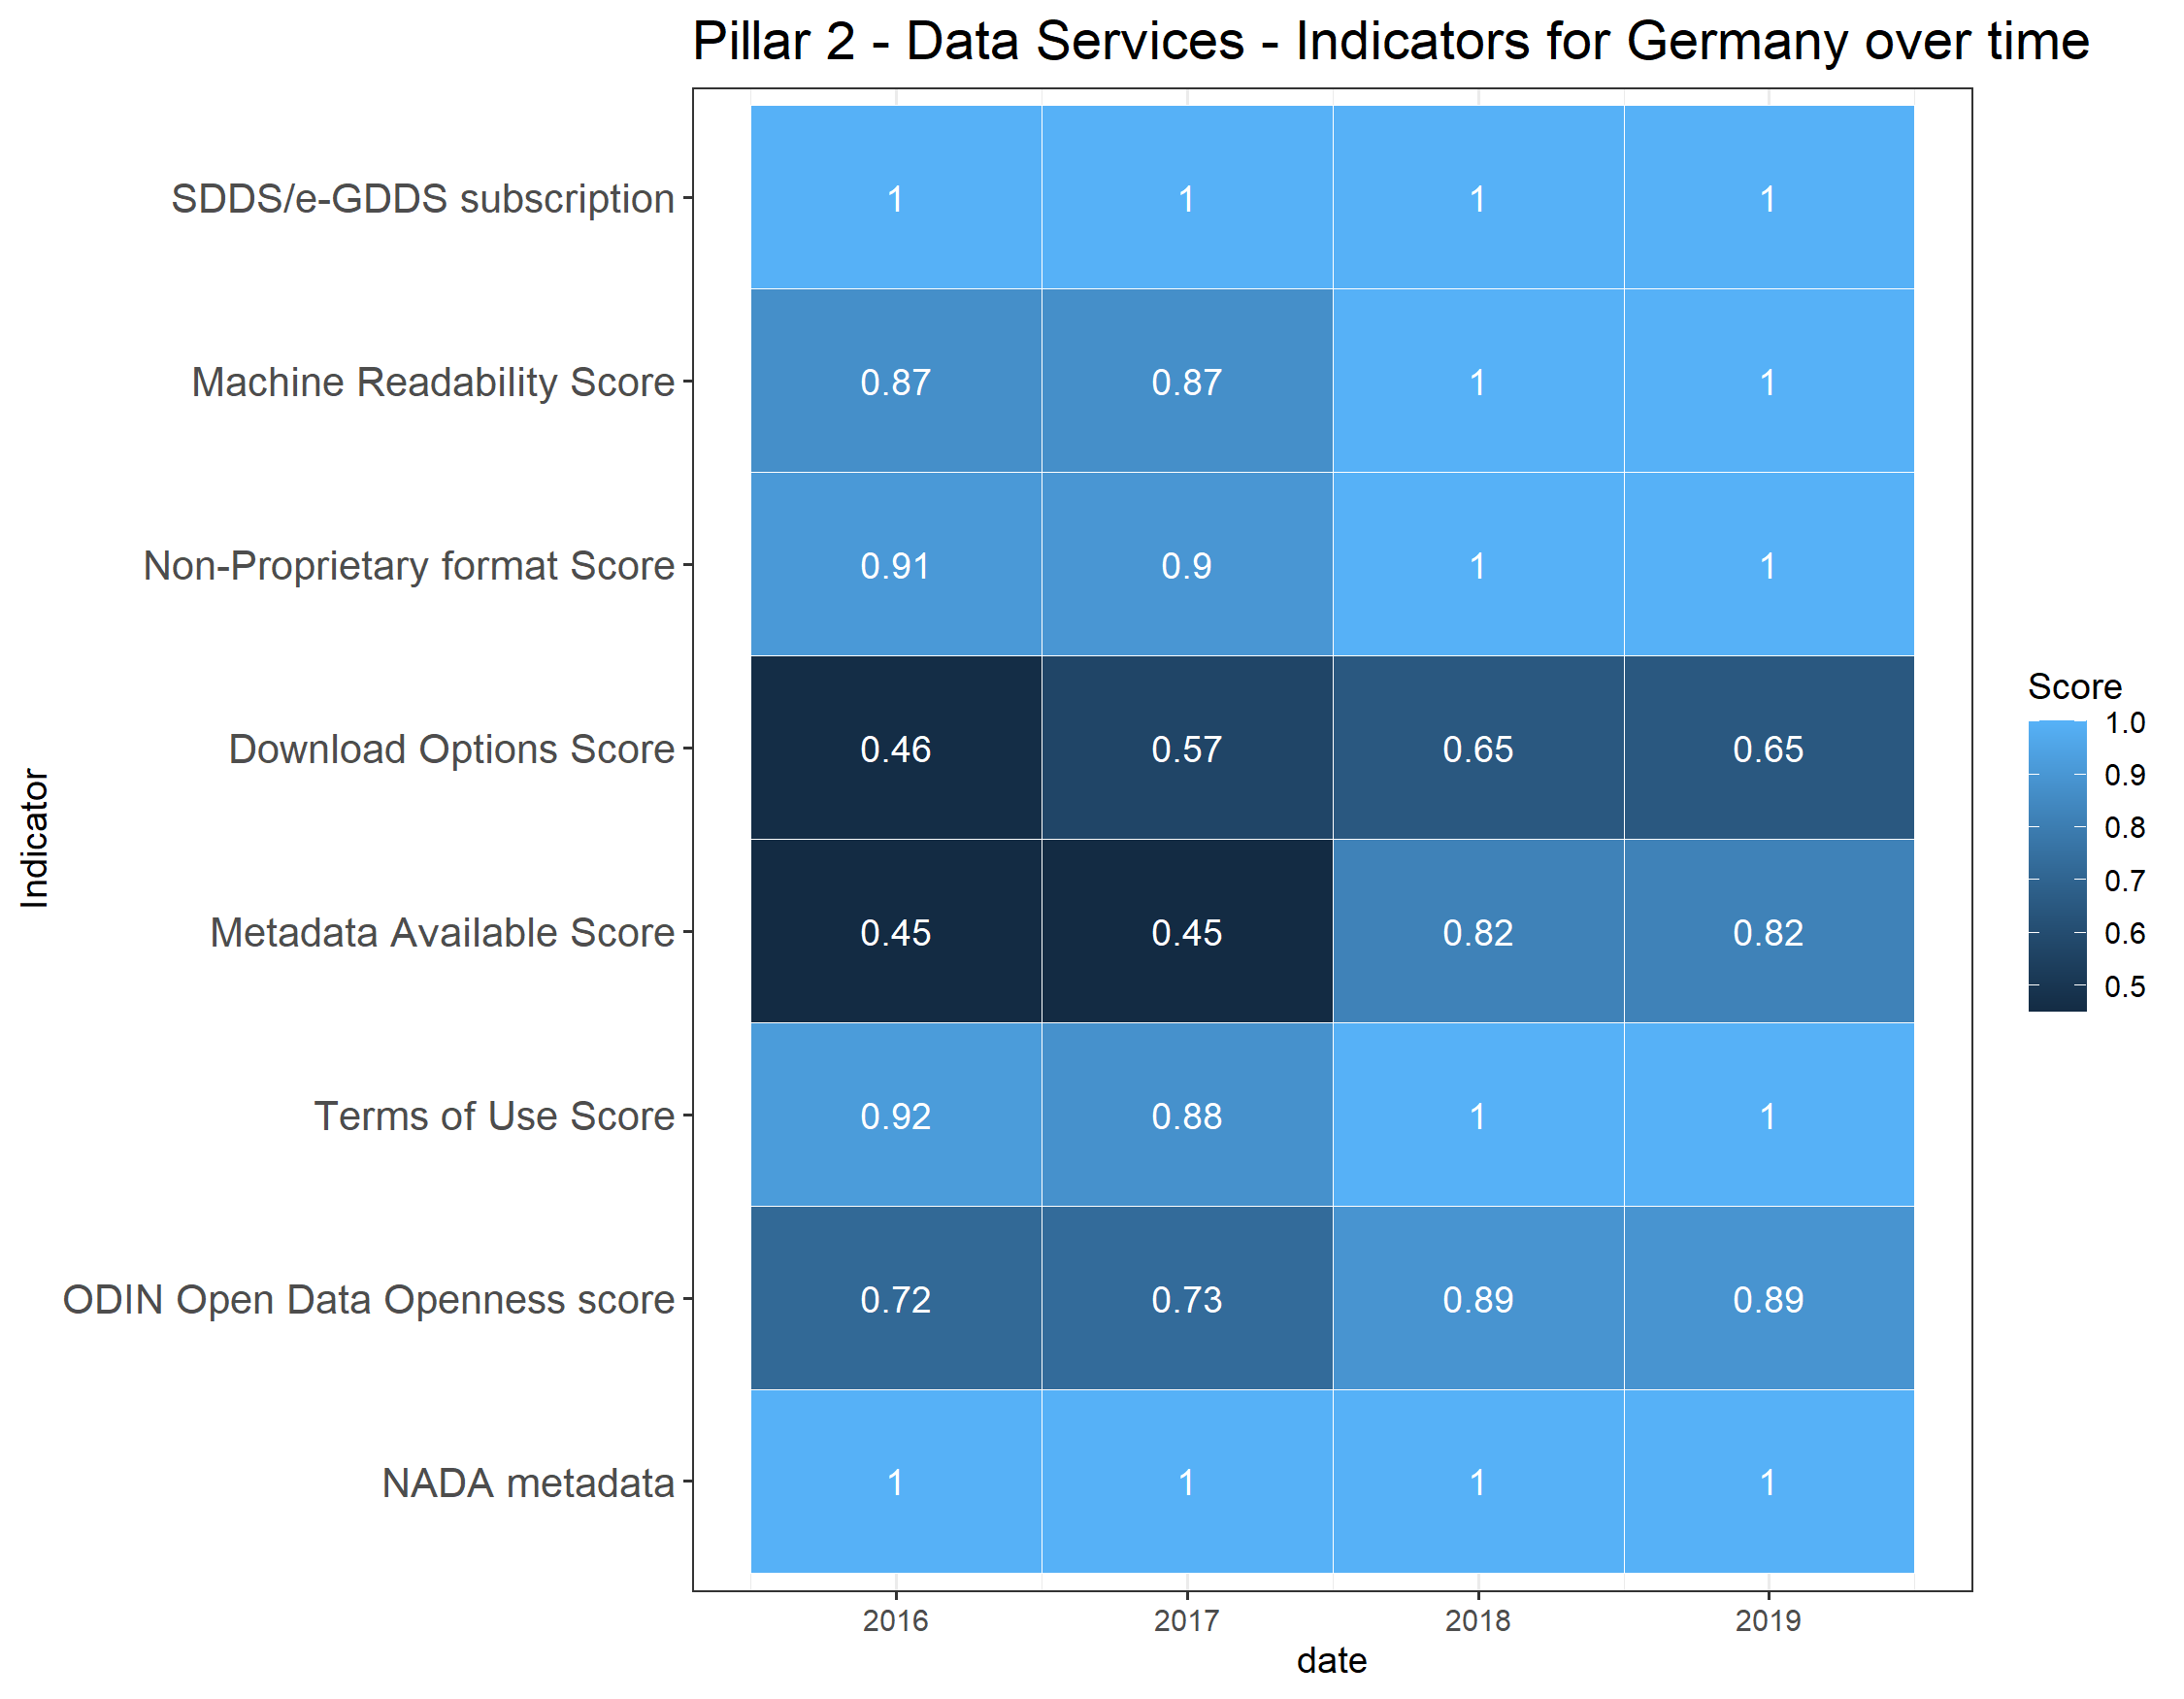 Pillar 2 - Data Services - Indicators for Germany over time
Indicator
SDDS/e-GDDS subscription 1 1 1 1
Machine Readability Score 0.87 0.87 1 1
Non-Proprietary format Score 0.91 0.9 1 1
Download Options Score 0.46 0.57 0.65 0.65
Metadata Available Score 0.45 0.45 0.82 0.82
Terms of Use Score 0.92 0.88 1 1
ODIN Open Data Openness score 0.72 0.73 0.89 0.89
NADA metadata 1 1 1 1
2016 2017 2018 2019
date
Score
1.0
0.9
0.8
0.7
0.6
0.5